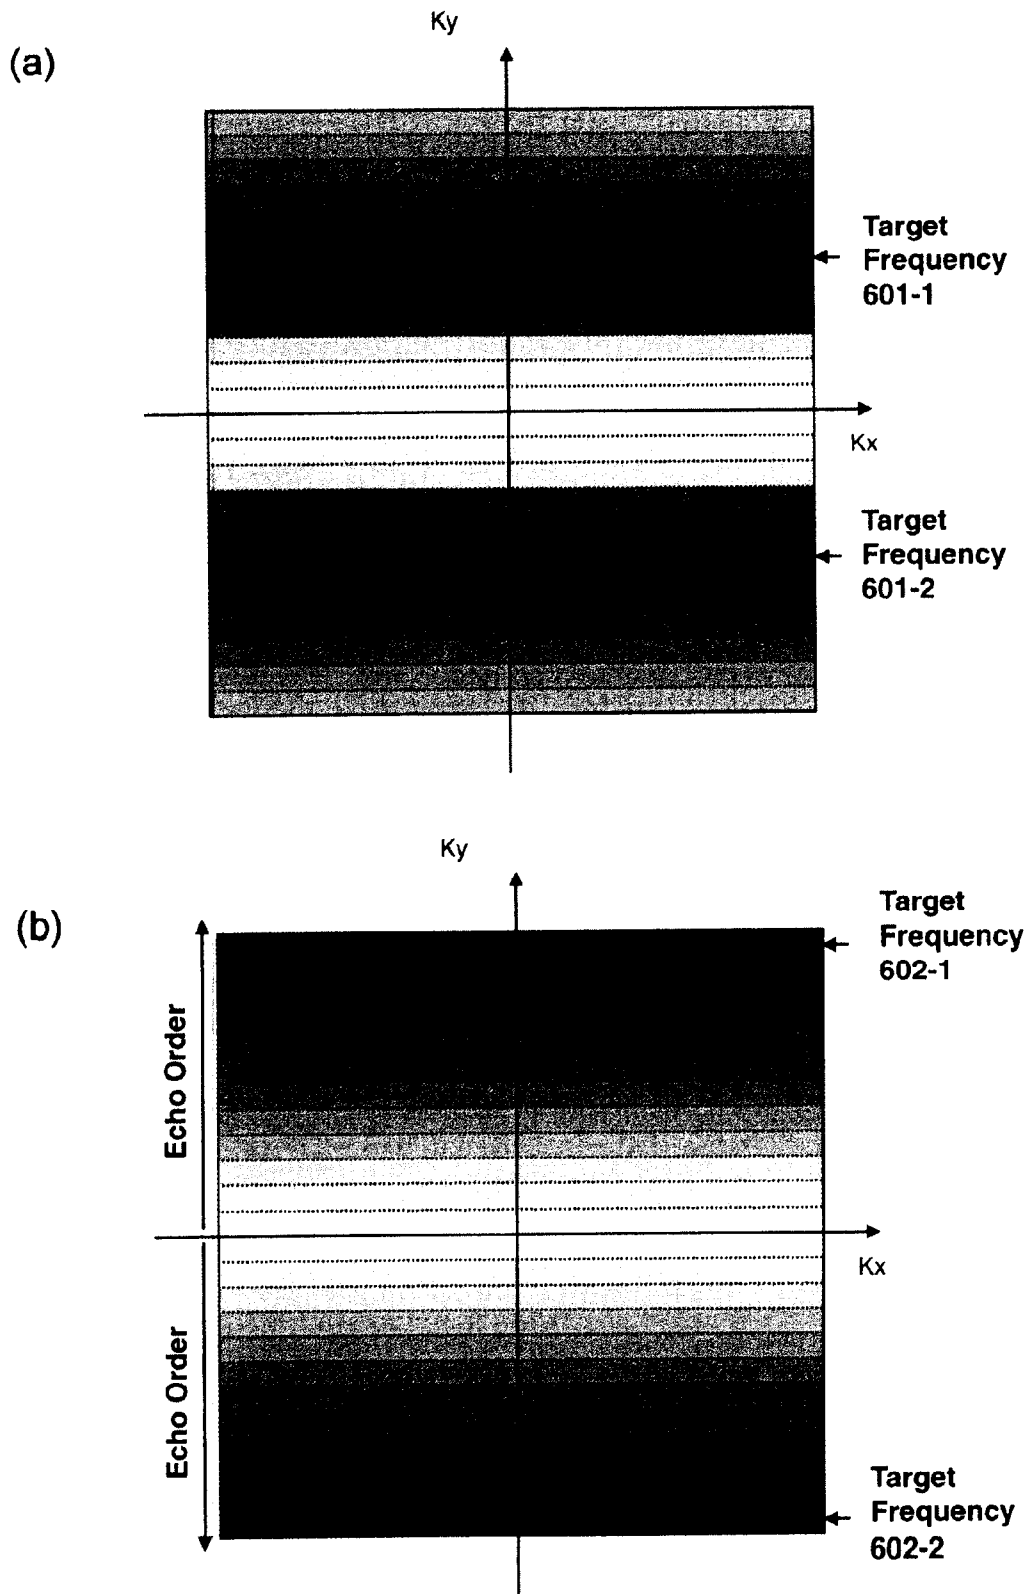 Ky
(a)
Target
Frequency
601-1
Kx
Target
Frequency
601-2
Ky
(b)
Target
Frequency
602-1
Echo Order
Kx
Echo Order
Target
Frequency
602-2